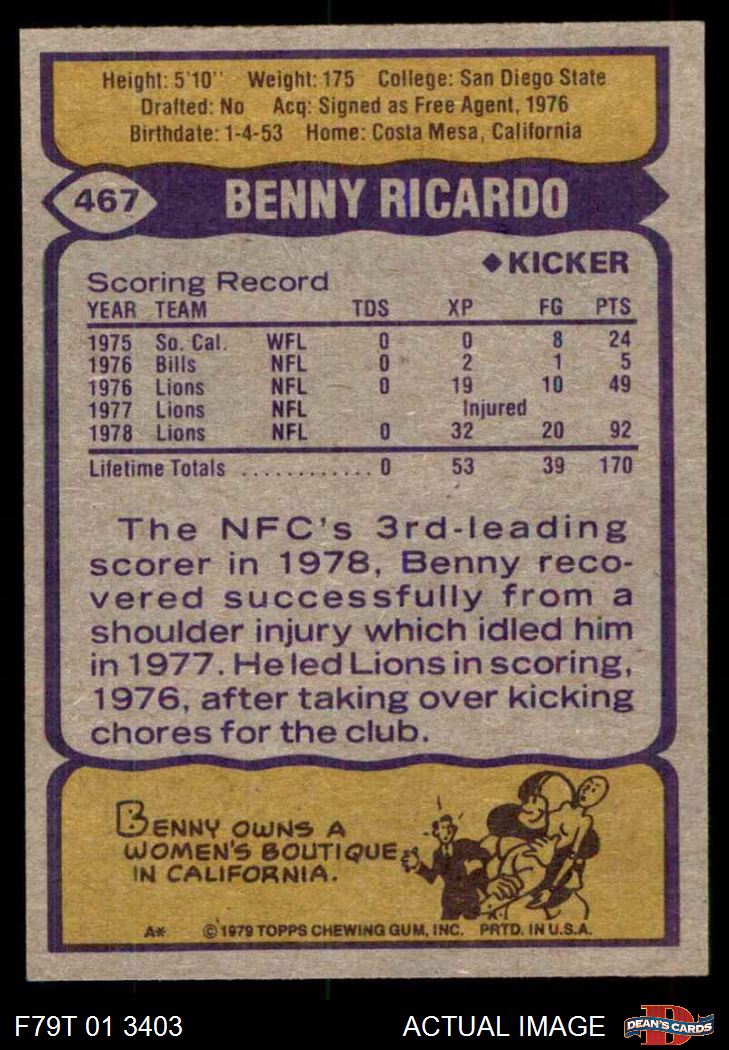 Height: 5'10'' Weight: 175 College: San Diego State
Drafted: No Acq: Signed as Free Agent, 1976
Birthdate: 1-4-53 Home: Costa Mesa, California
467 BENNY RICARDO
◆KICKER
Scoring Record
YEAR TEAM TDS XP FG PTS
1975 So. Cal. WFL 0 0 8 24
1976 Bills NFL 0 2 1 5
1976 Lions NFL 0 19 10 49
1977 Lions NFL Injured
1978 Lions NFL 0 32 20 92
Lifetime Totals ............ 0 53 39 170
The NFC's 3rd-leading
scorer in 1978, Benny reco-
vered successfully from a
shoulder injury which idled him
in 1977. He led Lions in scoring,
1976, after taking over kicking
chores for the club.
BENNY OWNS A
WOMEN'S BOUTIQUE
IN CALIFORNIA.
A* © 1979 TOPPS CHEWING GUM, INC. PRTD. IN U.S.A.
F79T 01 3403 ACTUAL IMAGE D DEAN'S CARDS